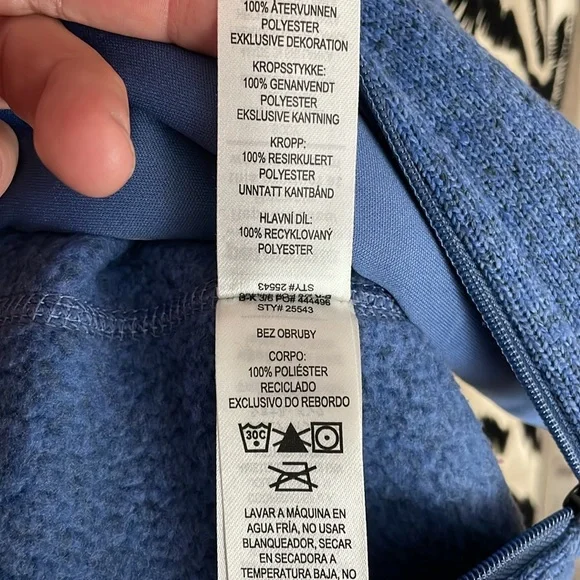 100% ÅTERVUNNEN
POLYESTER
EXKLUSIVE DEKORATION
KROPSSTYKKE:
100% GENANVENDT
POLYESTER
EKSLUSIVE KANTNING
KROPP:
100% RESIRKULERT
POLYESTER
UNNTATT KANTBÅND
HLAVNÍ DÍL:
100% RECYKLOVANÝ
POLYESTER
STY# 25543
STY# 25543
BEZ OBRUBY
CORPO:
100% POLIÉSTER
RECICLADO
EXCLUSIVO DO REBORDO
30C
LAVAR A MÁQUINA EN
AGUA FRÍA, NO USAR
BLANQUEADOR, SECAR
EN SECADORA A
TEMPERATURA BAJA, NO